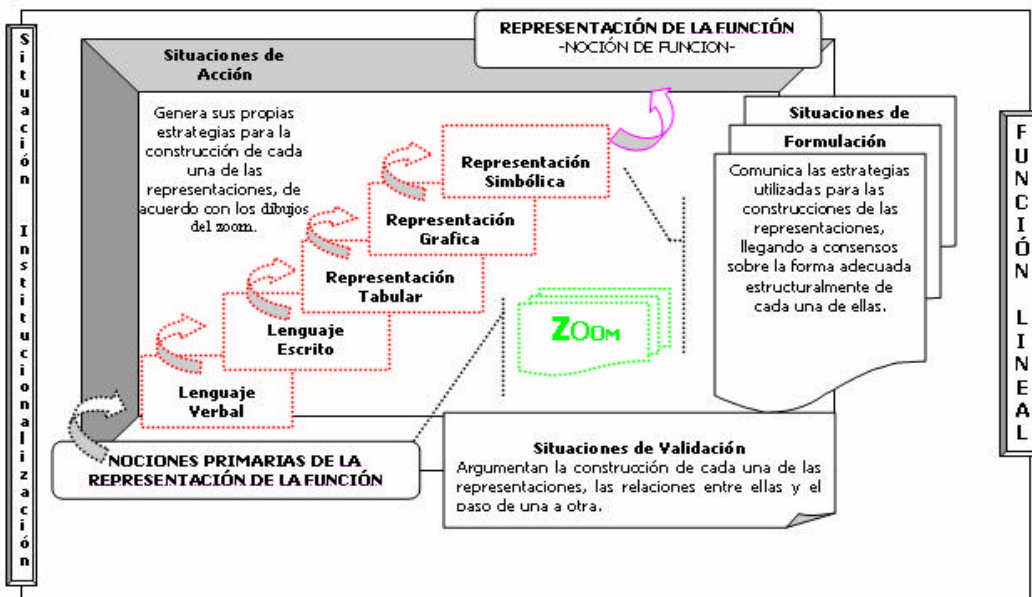 Situación Institucionalización
REPRESENTACIÓN DE LA FUNCIÓN
-NOCIÓN DE FUNCION-
Situaciones de
Acción
Genera sus propias
estrategias para la
construcción de cada
una de las
representaciones, de
acuerdo con los dibujos
del zoom.
Representación
Simbólica
Representación
Grafica
Representación
Tabular
Lenguaje
Escrito
Lenguaje
Verbal
ZOOM
Situaciones de
Formulación
Comunica las estrategias
utilizadas para las
construcciones de las
representaciones,
llegando a consensos
sobre la forma adecuada
estructuralmente de
cada una de ellas.
NOCIONES PRIMARIAS DE LA
REPRESENTACIÓN DE LA FUNCIÓN
Situaciones de Validación
Argumentan la construcción de cada una de las
representaciones, las relaciones entre ellas y el
paso de una a otra.
FUNCIÓN LINEAL